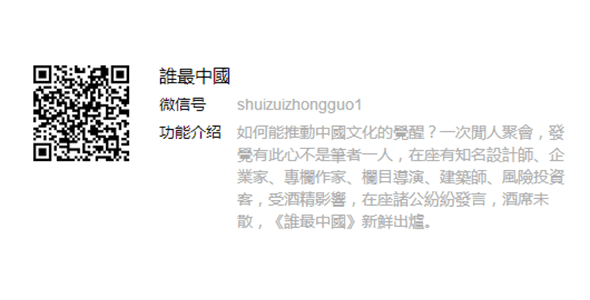 誰最中國
微信号 shuizuizhongguo1
功能介绍 如何能推動中國文化的覺醒？一次閒人聚會，發
覺有此心不是筆者一人，在座有知名設計師、企
業家、專欄作家、欄目導演、建築師、風險投資
客，受酒精影響，在座諸公紛紛發言，酒席未
散，《誰最中國》新鮮出爐。